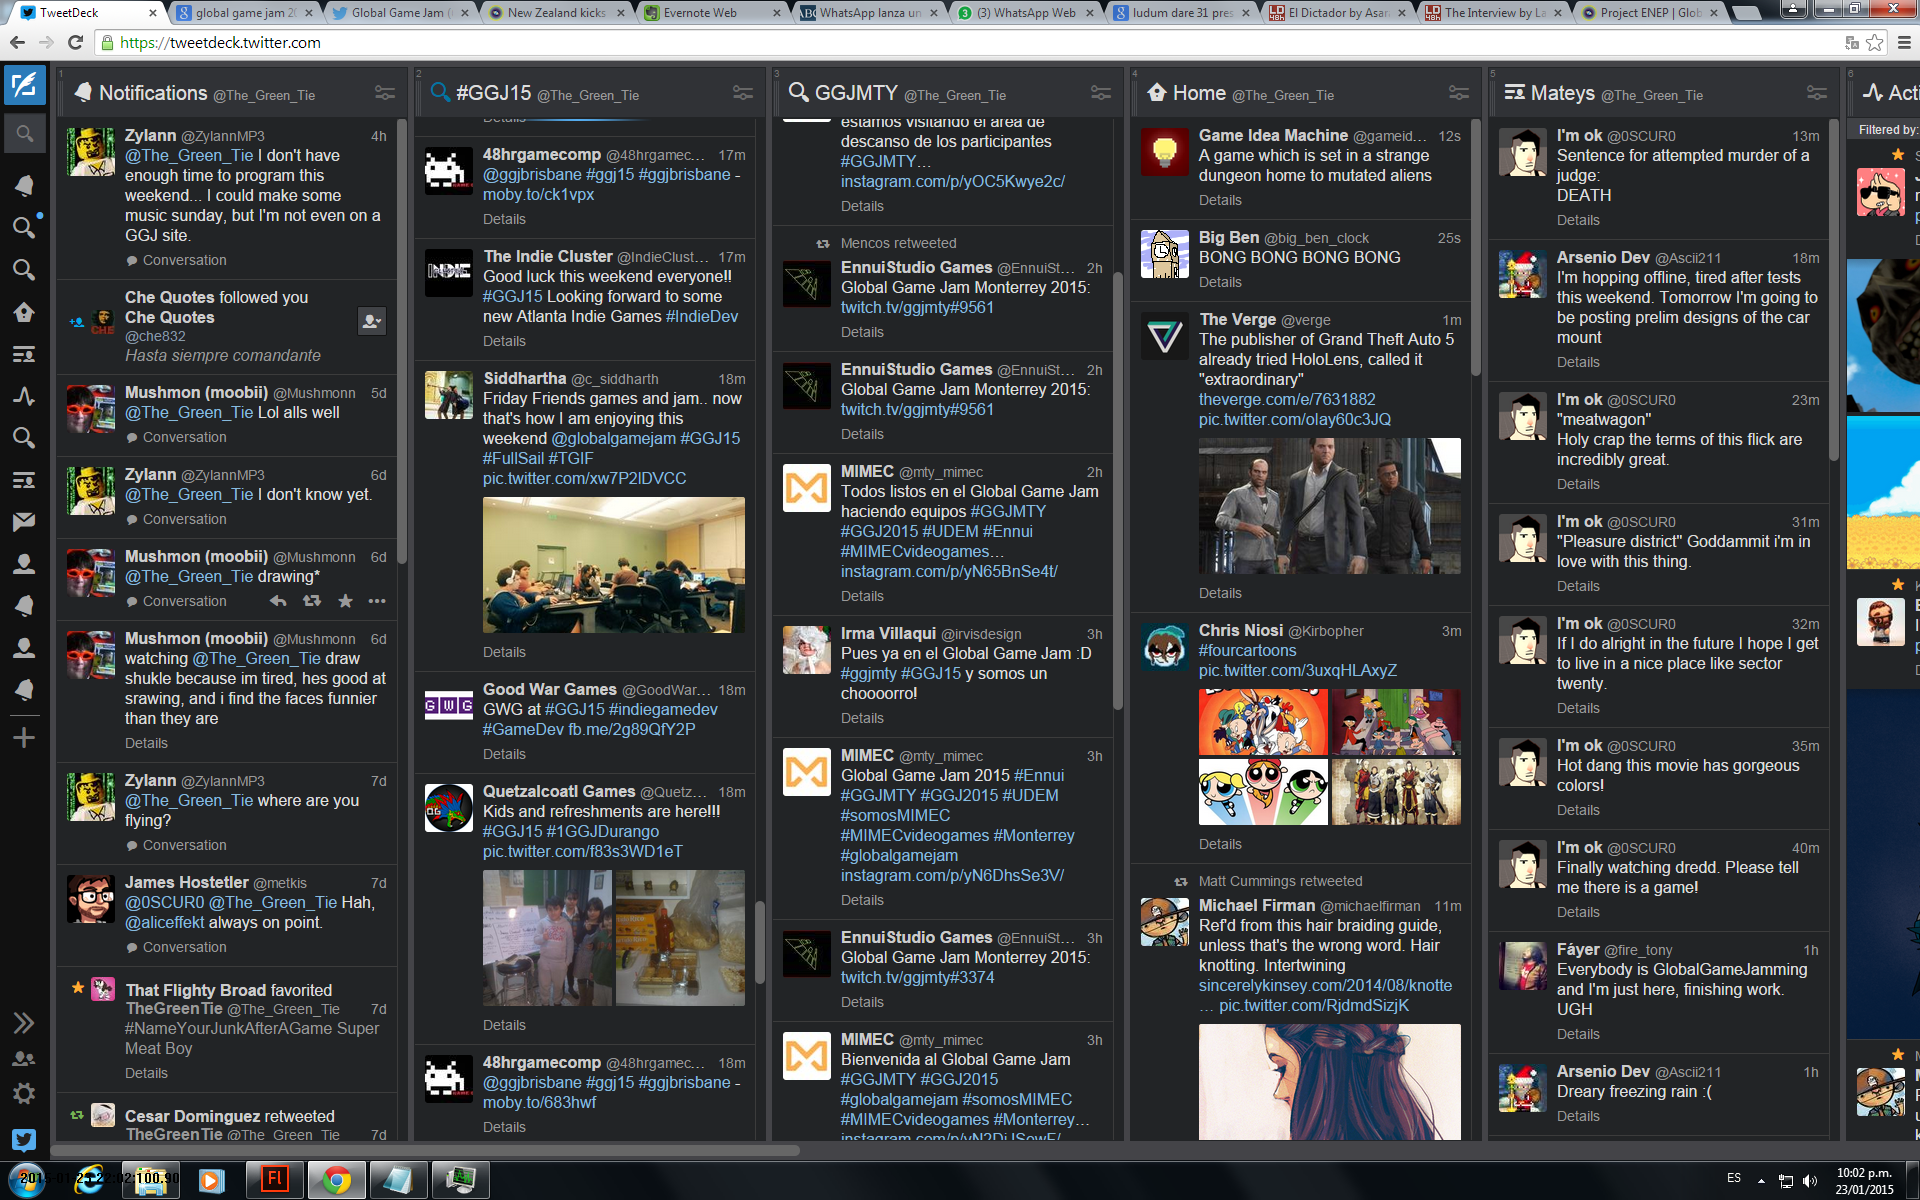 TweetDeck
global game jam 20
Global Game Jam (
New Zealand kicks
Evernote Web
WhatsApp lanza un
(3) WhatsApp Web
ludum dare 31 pres
El Dictador by Asar
The Interview by La
Project ENEP | Glob
https://tweetdeck.twitter.com
1
Notifications @The_Green_Tie
Zylann @ZylannMP3 4h
@The_Green_Tie I don't have
enough time to program this
weekend... I could make some
music sunday, but I'm not even on a
GGJ site.
Conversation
Che Quotes followed you
Che Quotes
@che832
Hasta siempre comandante
Mushmon (moobii) @Mushmonn 5d
@The_Green_Tie Lol alls well
Conversation
Zylann @ZylannMP3 6d
@The_Green_Tie I don't know yet.
Conversation
Mushmon (moobii) @Mushmonn 6d
@The_Green_Tie drawing*
Conversation
Mushmon (moobii) @Mushmonn 6d
watching @The_Green_Tie draw
shukle because im tired, hes good at
srawing, and i find the faces funnier
than they are
Details
Zylann @ZylannMP3 7d
@The_Green_Tie where are you
flying?
Conversation
James Hostetler @metkis 7d
@0SCUR0 @The_Green_Tie Hah,
@aliceffekt always on point.
Conversation
That Flighty Broad favorited
TheGreenTie @The_Green_Tie 7d
#NameYourJunkAfterAGame Super
Meat Boy
Details
Cesar Dominguez retweeted
TheGreenTie @The_Green_Tie 7d
2
#GGJ15 @The_Green_Tie
Details
48hrgamecomp @48hrgamec... 17m
@ggjbrisbane #ggj15 #ggjbrisbane -
moby.to/ck1vpx
Details
The Indie Cluster @IndieClust... 17m
Good luck this weekend everyone!!
#GGJ15 Looking forward to some
new Atlanta Indie Games #IndieDev
Details
Siddhartha @c_siddharth 18m
Friday Friends games and jam.. now
that's how I am enjoying this
weekend @globalgamejam #GGJ15
#FullSail #TGIF
pic.twitter.com/xw7P2lDVCC
Details
Good War Games @GoodWar... 18m
GWG at #GGJ15 #indiegamedev
#GameDev fb.me/2g89QfY2P
Details
Quetzalcoatl Games @Quetz... 18m
Kids and refreshments are here!!!
#GGJ15 #1GGJDurango
pic.twitter.com/f83s3WD1eT
Details
48hrgamecomp @48hrgamec... 18m
@ggjbrisbane #ggj15 #ggjbrisbane -
moby.to/683hwf
Details
3
GGJMTY @The_Green_Tie
estamos visitando el area de
descanso de los participantes
#GGJMTY...
instagram.com/p/yOC5Kwye2c/
Details
Mencos retweeted
EnnuiStudio Games @EnnuiSt... 2h
Global Game Jam Monterrey 2015:
twitch.tv/ggjmty#9561
Details
EnnuiStudio Games @EnnuiSt... 2h
Global Game Jam Monterrey 2015:
twitch.tv/ggjmty#9561
Details
MIMEC @mty_mimec 2h
Todos listos en el Global Game Jam
haciendo equipos #GGJMTY
#GGJ2015 #UDEM #Ennui
#MIMECvideogames...
instagram.com/p/yN65BnSe4t/
Details
Irma Villaqui @irvisdesign 3h
Pues ya en el Global Game Jam :D
#ggjmty #GGJ15 y somos un
choooorro!
Details
MIMEC @mty_mimec 3h
Global Game Jam 2015 #Ennui
#GGJMTY #GGJ2015 #UDEM
#somosMIMEC
#MIMECvideogames #Monterrey
#globalgamejam
instagram.com/p/yN6DhsSe3V/
Details
EnnuiStudio Games @EnnuiSt... 3h
Global Game Jam Monterrey 2015:
twitch.tv/ggjmty#3374
Details
MIMEC @mty_mimec 3h
Bienvenida al Global Game Jam
#GGJMTY #GGJ2015
#globalgamejam #somosMIMEC
#MIMECvideogames #Monterrey...
4
Home @The_Green_Tie
Game Idea Machine @gameid... 12s
A game which is set in a strange
dungeon home to mutated aliens
Details
Big Ben @big_ben_clock 25s
BONG BONG BONG BONG
Details
The Verge @verge 1m
The publisher of Grand Theft Auto 5
already tried HoloLens, called it
"extraordinary"
theverge.com/e/7631882
pic.twitter.com/oIay60c3JQ
Details
Chris Niosi @Kirbopher 3m
#fourcartoons
pic.twitter.com/3uxqHLAxyZ
Details
Matt Cummings retweeted
Michael Firman @michaelfirman 11m
Ref'd from this hair braiding guide,
unless that's the wrong word. Hair
knotting. Intertwining
sincerelykinsey.com/2014/08/knotte
... pic.twitter.com/RjdmdSizjK
5
Mateys @The_Green_Tie
I'm ok @0SCUR0 13m
Sentence for attempted murder of a
judge:
DEATH
Details
Arsenio Dev @Ascii211 18m
I'm hopping offline, tired after tests
this weekend. Tomorrow I'm going to
be posting prelim designs of the car
mount
Details
I'm ok @0SCUR0 23m
"meatwagon"
Holy crap the terms of this flick are
incredibly great.
Details
I'm ok @0SCUR0 31m
"Pleasure district" Goddammit i'm in
love with this thing.
Details
I'm ok @0SCUR0 32m
If I do alright in the future I hope I get
to live in a nice place like sector
twenty.
Details
I'm ok @0SCUR0 35m
Hot dang this movie has gorgeous
colors!
Details
I'm ok @0SCUR0 40m
Finally watching dredd. Please tell
me there is a game!
Details
Fáyer @fire_tony 1h
Everybody is GlobalGameJamming
and I'm just here, finishing work.
UGH
Details
Arsenio Dev @Ascii211 1h
Dreary freezing rain :(
Details
6
Acti
Filtered by:
ES
10:02 p.m.
23/01/2015